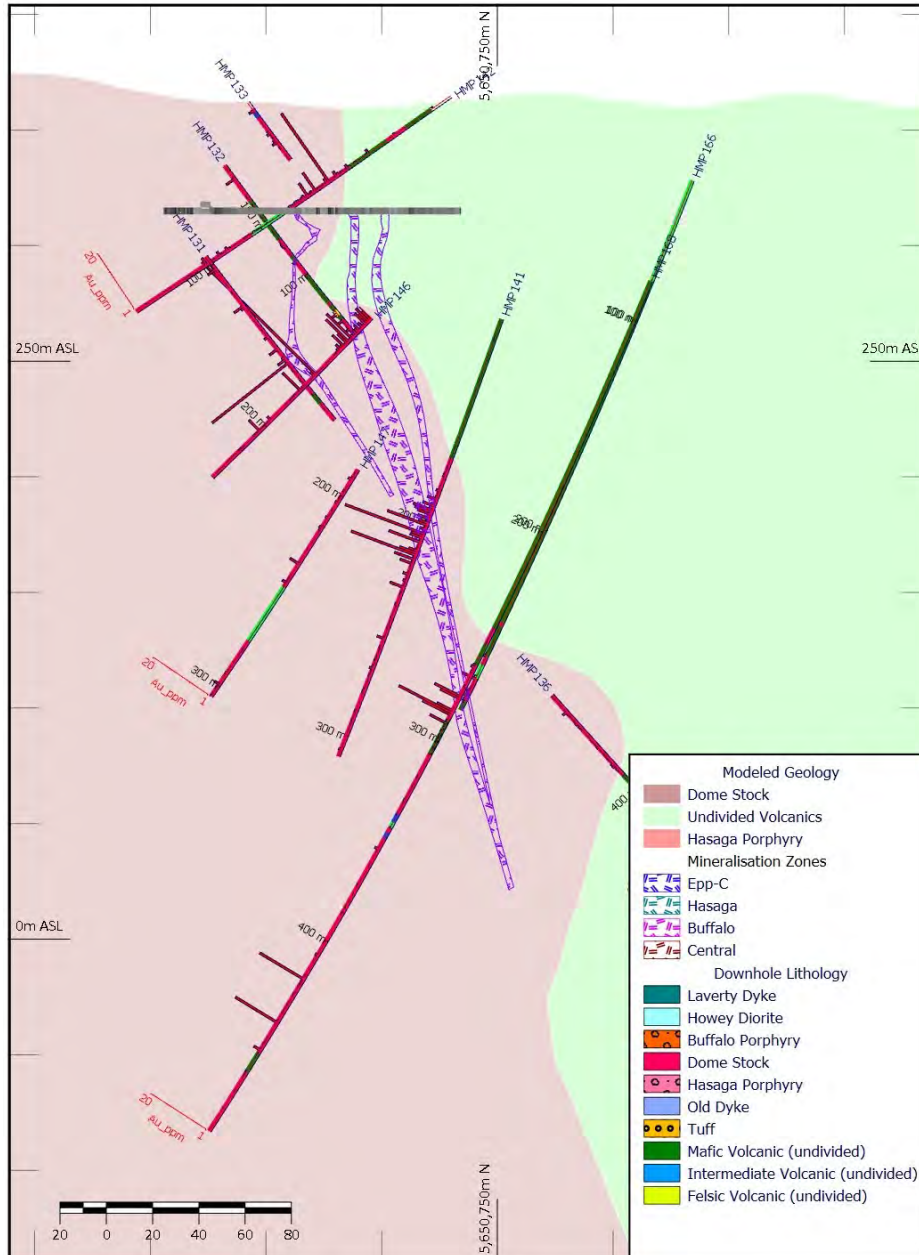 5,650,750m N
HMP133
HMP132
HMP166
100 m
HMP131
HMP168
20
Au_ppm
1
100 m
100 m
HMP146
HMP141
100 m
250m ASL
250m AS
200 m
HMP147
200 m
200 m
HMP136
300 m
20
Au_ppm
1
300 m
300 m
400
400 m
0m ASL
20
Au_ppm
1
5,650,750m N
20 0 20 40 60 80
Modeled Geology
Dome Stock
Undivided Volcanics
Hasaga Porphyry
Mineralisation Zones
Epp-C
Hasaga
Buffalo
Central
Downhole Lithology
Laverty Dyke
Howey Diorite
Buffalo Porphyry
Dome Stock
Hasaga Porphyry
Old Dyke
Tuff
Mafic Volcanic (undivided)
Intermediate Volcanic (undivided)
Felsic Volcanic (undivided)